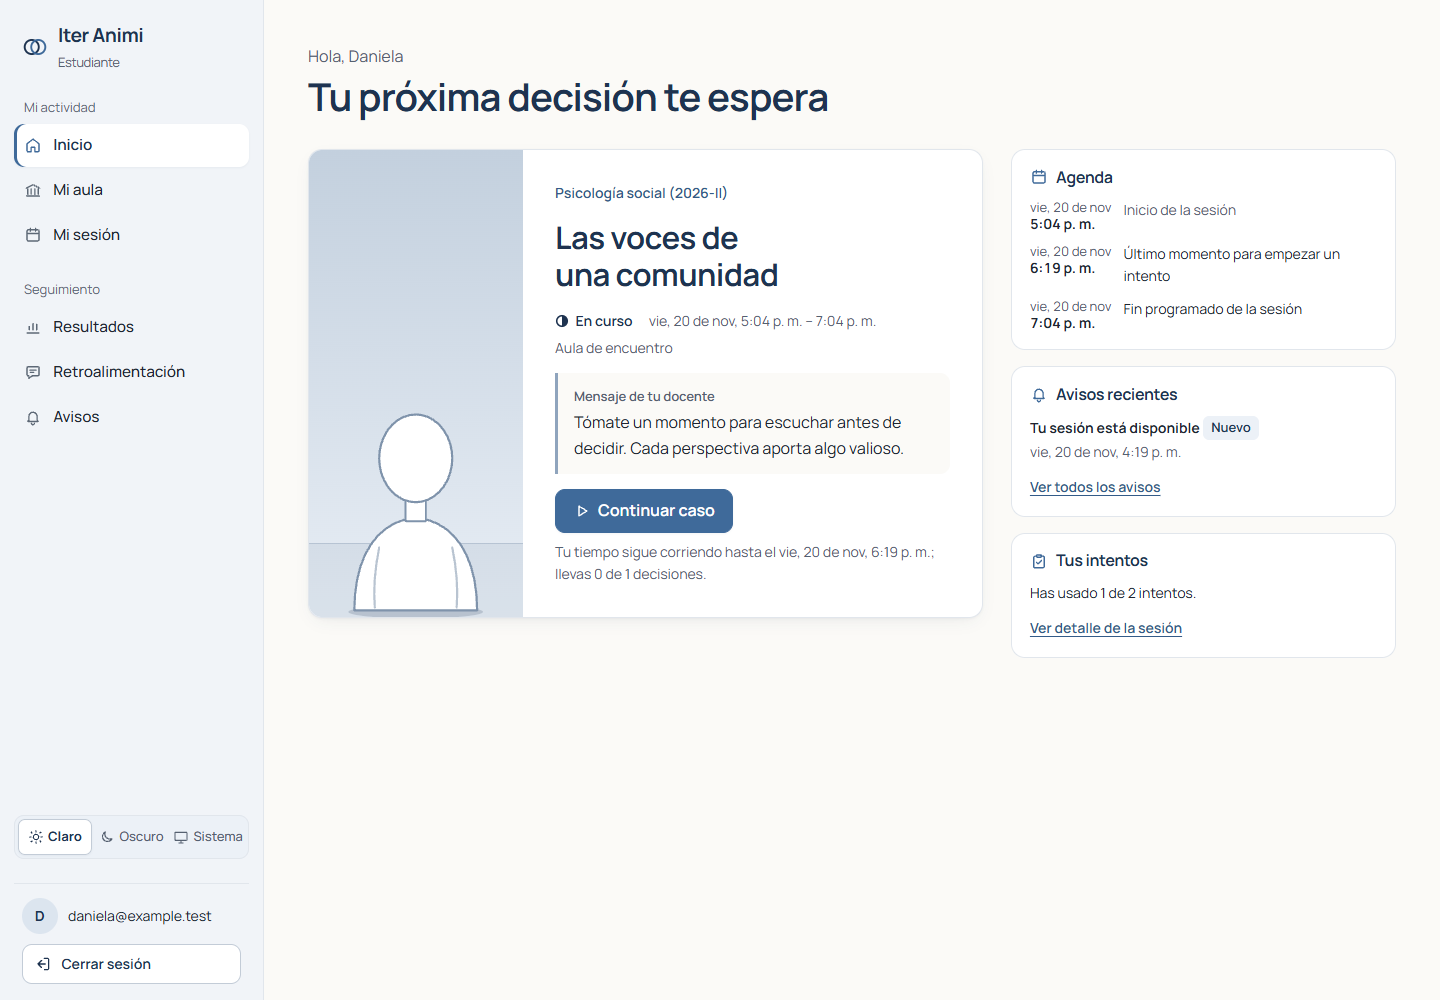 Iter Animi
Estudiante
Mi actividad
Inicio
Mi aula
Mi sesión
Seguimiento
Resultados
Retroalimentación
Avisos
Claro
Oscuro
Sistema
D
daniela@example.test
Cerrar sesión
Hola, Daniela
Tu próxima decisión te espera
Psicología social (2026-II)
Las voces de
una comunidad
En curso vie, 20 de nov, 5:04 p. m. – 7:04 p. m.
Aula de encuentro
Mensaje de tu docente
Tómate un momento para escuchar antes de
decidir. Cada perspectiva aporta algo valioso.
Continuar caso
Tu tiempo sigue corriendo hasta el vie, 20 de nov, 6:19 p. m.;
llevas 0 de 1 decisiones.
Agenda
vie, 20 de nov
5:04 p. m.
Inicio de la sesión
vie, 20 de nov
6:19 p. m.
Último momento para empezar un
intento
vie, 20 de nov
7:04 p. m.
Fin programado de la sesión
Avisos recientes
Tu sesión está disponible Nuevo
vie, 20 de nov, 4:19 p. m.
Ver todos los avisos
Tus intentos
Has usado 1 de 2 intentos.
Ver detalle de la sesión